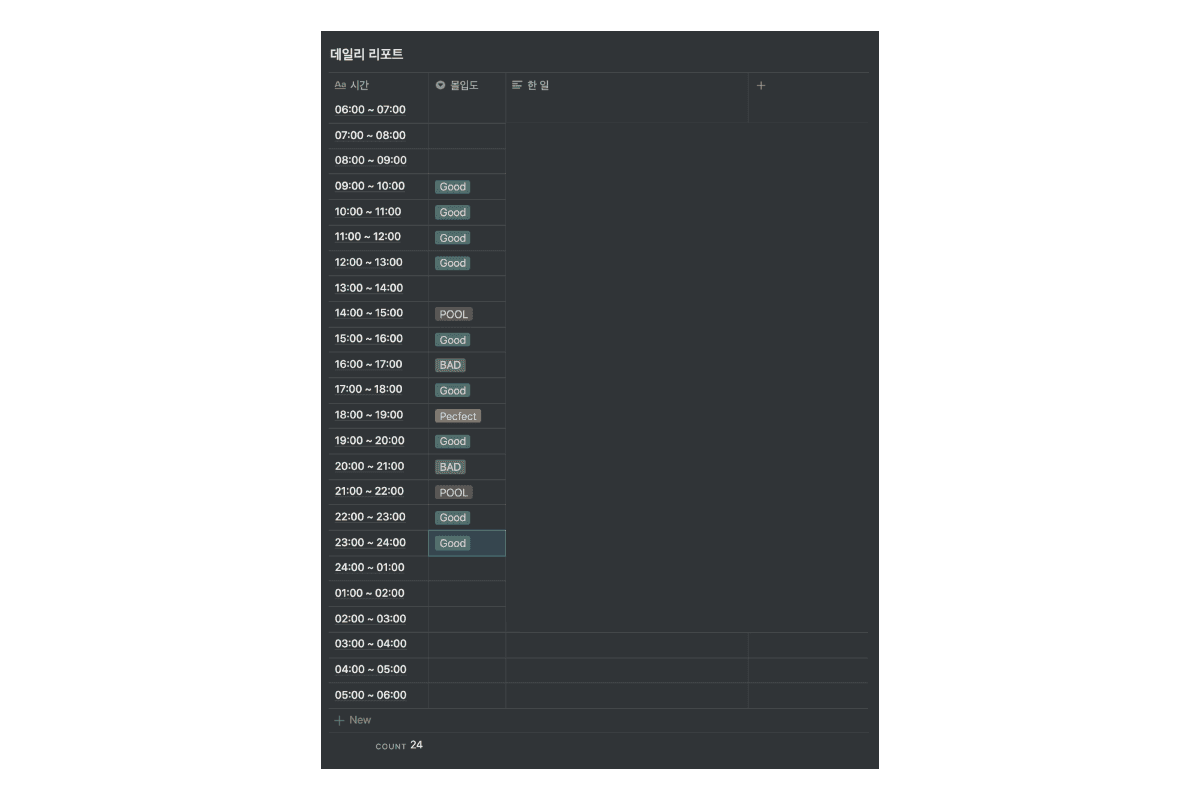 데일리 리포트
Aa 시간 몰입도 한 일 +
06:00 ~ 07:00
07:00 ~ 08:00
08:00 ~ 09:00
09:00 ~ 10:00 Good
10:00 ~ 11:00 Good
11:00 ~ 12:00 Good
12:00 ~ 13:00 Good
13:00 ~ 14:00
14:00 ~ 15:00 POOL
15:00 ~ 16:00 Good
16:00 ~ 17:00 BAD
17:00 ~ 18:00 Good
18:00 ~ 19:00 Pecfect
19:00 ~ 20:00 Good
20:00 ~ 21:00 BAD
21:00 ~ 22:00 POOL
22:00 ~ 23:00 Good
23:00 ~ 24:00 Good
24:00 ~ 01:00
01:00 ~ 02:00
02:00 ~ 03:00
03:00 ~ 04:00
04:00 ~ 05:00
05:00 ~ 06:00
+ New
COUNT 24